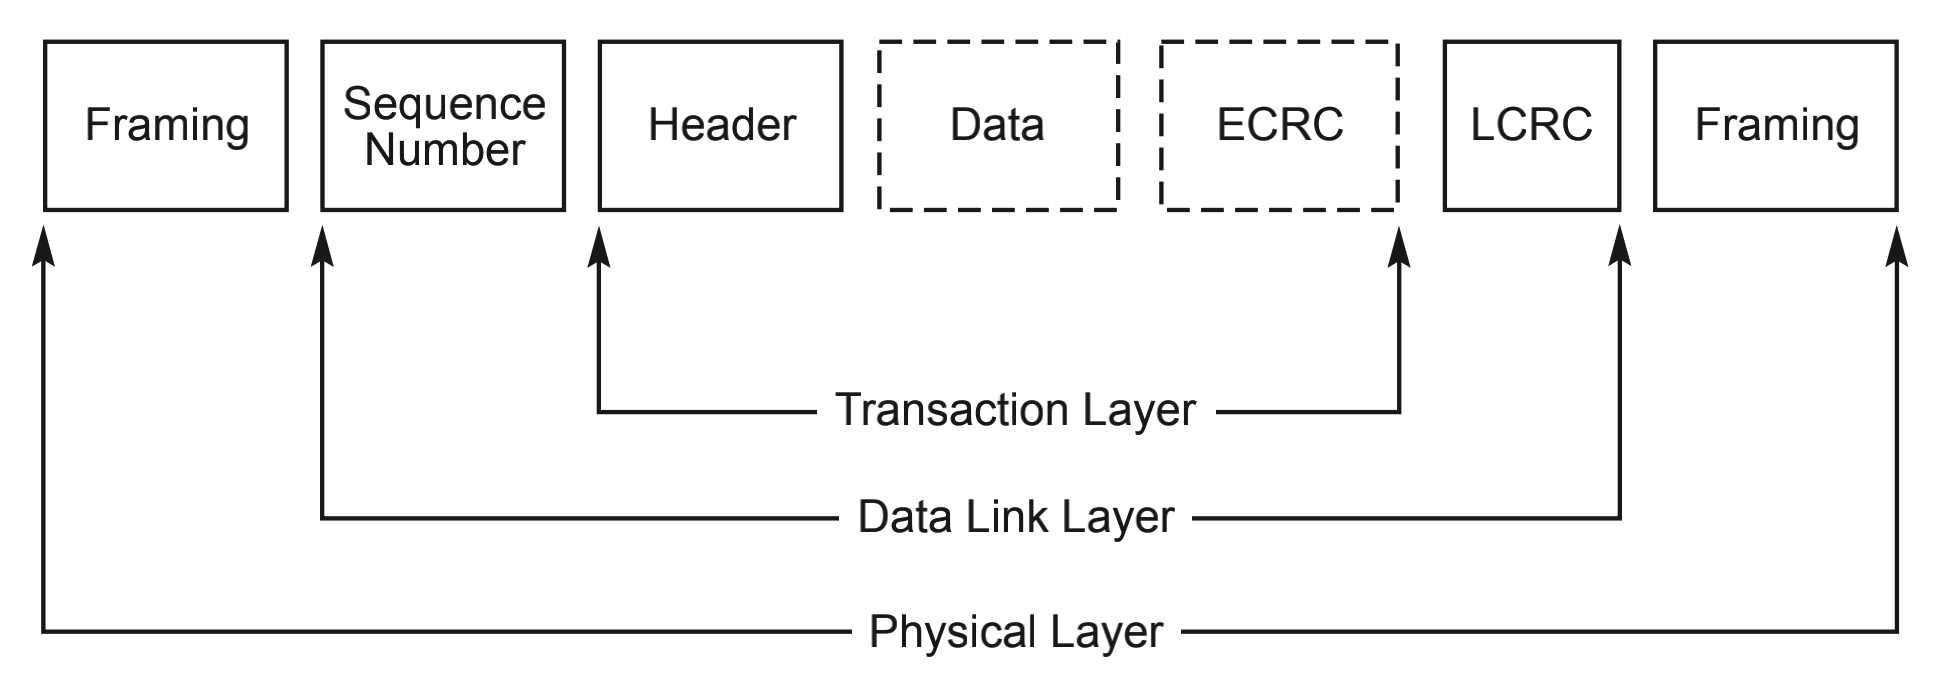 Framing
Sequence
Number
Header
Data
ECRC
LCRC
Framing
Transaction Layer
Data Link Layer
Physical Layer